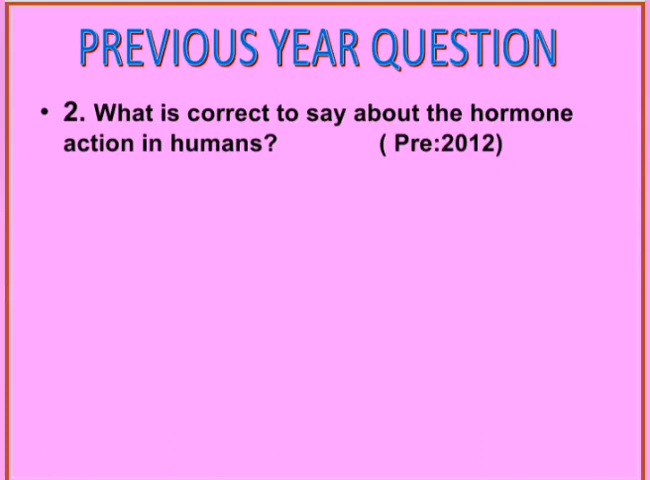 PREVIOUS YEAR QUESTION
• 2. What is correct to say about the hormone
action in humans? ( Pre:2012)